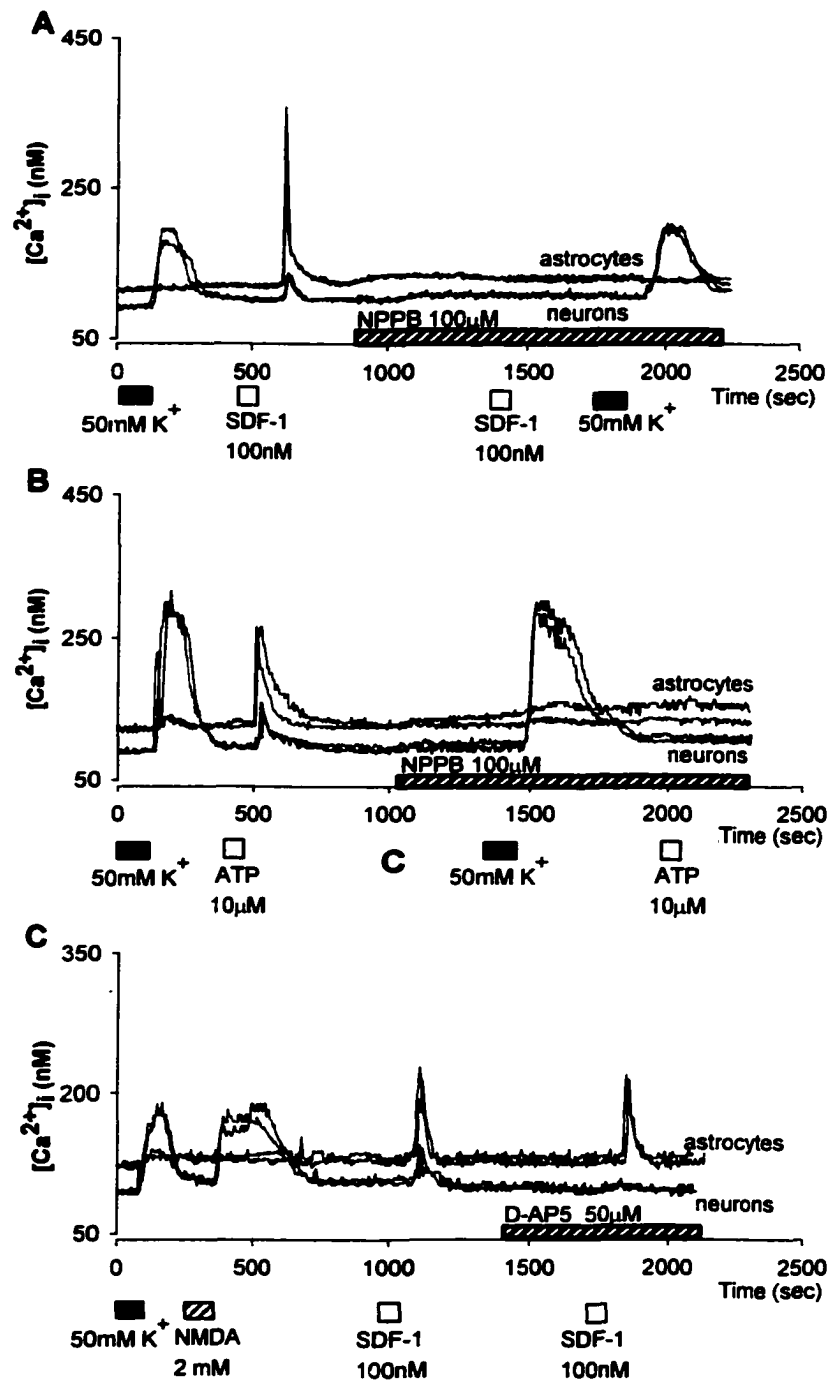 A
450
250
50
[Ca²⁺]ᵢ (nM)
astrocytes
neurons
NPPB 100μM
0 500 1000 1500 2000 2500
Time (sec)
50mM K⁺
SDF-1
100nM
SDF-1
100nM
50mM K⁺
B
450
250
50
[Ca²⁺]ᵢ (nM)
astrocytes
neurons
NPPB 100μM
0 500 1000 1500 2000 2500
Time (sec)
50mM K⁺
ATP
10μM
C
50mM K⁺
ATP
10μM
C
350
200
50
[Ca²⁺]ᵢ (nM)
astrocytes
neurons
D-AP5 50μM
0 500 1000 1500 2000 2500
Time (sec)
50mM K⁺
NMDA
2 mM
SDF-1
100nM
SDF-1
100nM